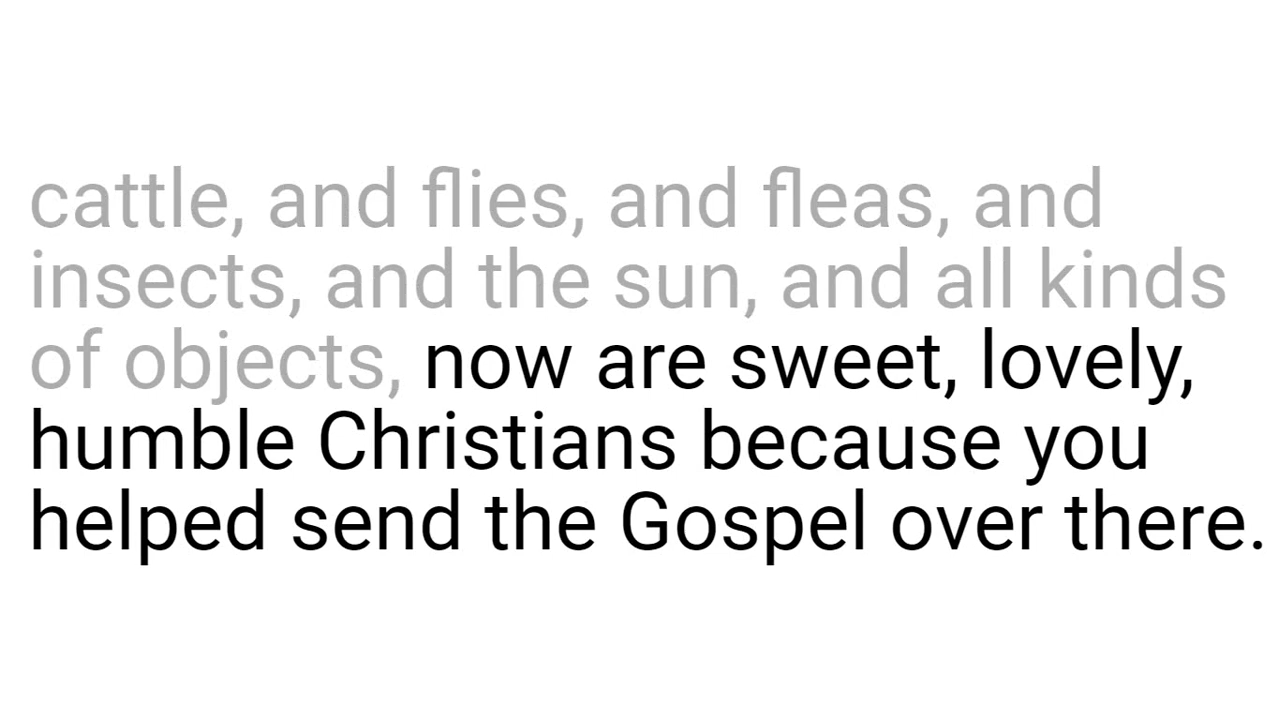 cattle, and flies, and fleas, and
insects, and the sun, and all kinds
of objects, now are sweet, lovely,
humble Christians because you
helped send the Gospel over there.